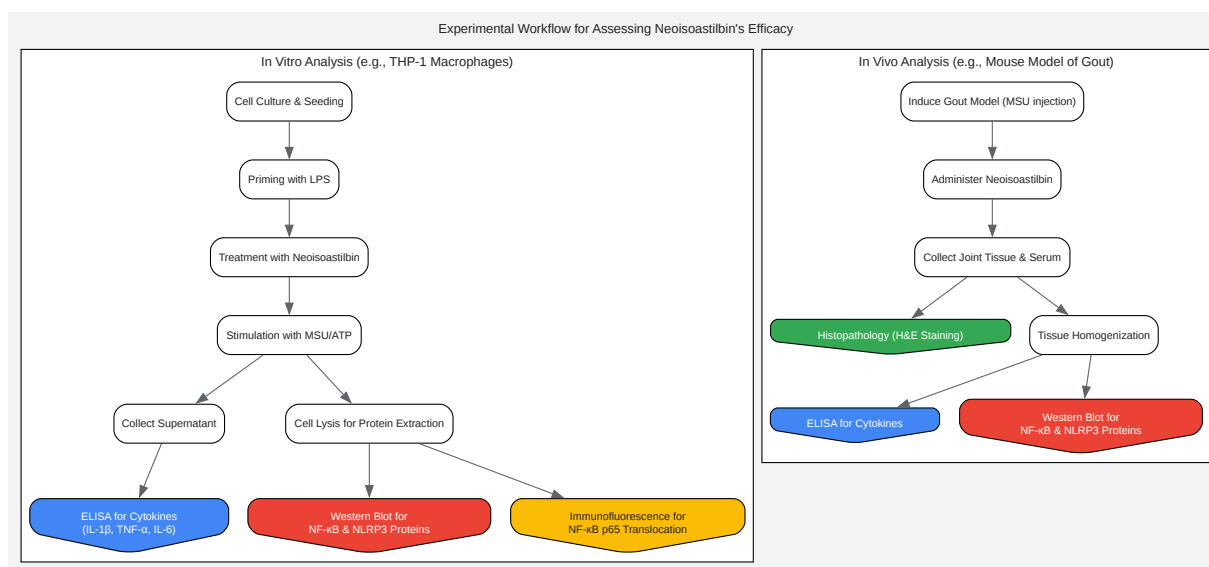 Experimental Workflow for Assessing Neoisoastilbin's Efficacy
In Vitro Analysis (e.g., THP-1 Macrophages)
Cell Culture & Seeding
Priming with LPS
Treatment with Neoisoastilbin
Stimulation with MSU/ATP
Collect Supernatant
Cell Lysis for Protein Extraction
ELISA for Cytokines
(IL-1β, TNF-α, IL-6)
Western Blot for
NF-κB & NLRP3 Proteins
Immunofluorescence for
NF-κB p65 Translocation
In Vivo Analysis (e.g., Mouse Model of Gout)
Induce Gout Model (MSU injection)
Administer Neoisoastilbin
Collect Joint Tissue & Serum
Histopathology (H&E Staining)
Tissue Homogenization
ELISA for Cytokines
Western Blot for
NF-κB & NLRP3 Proteins